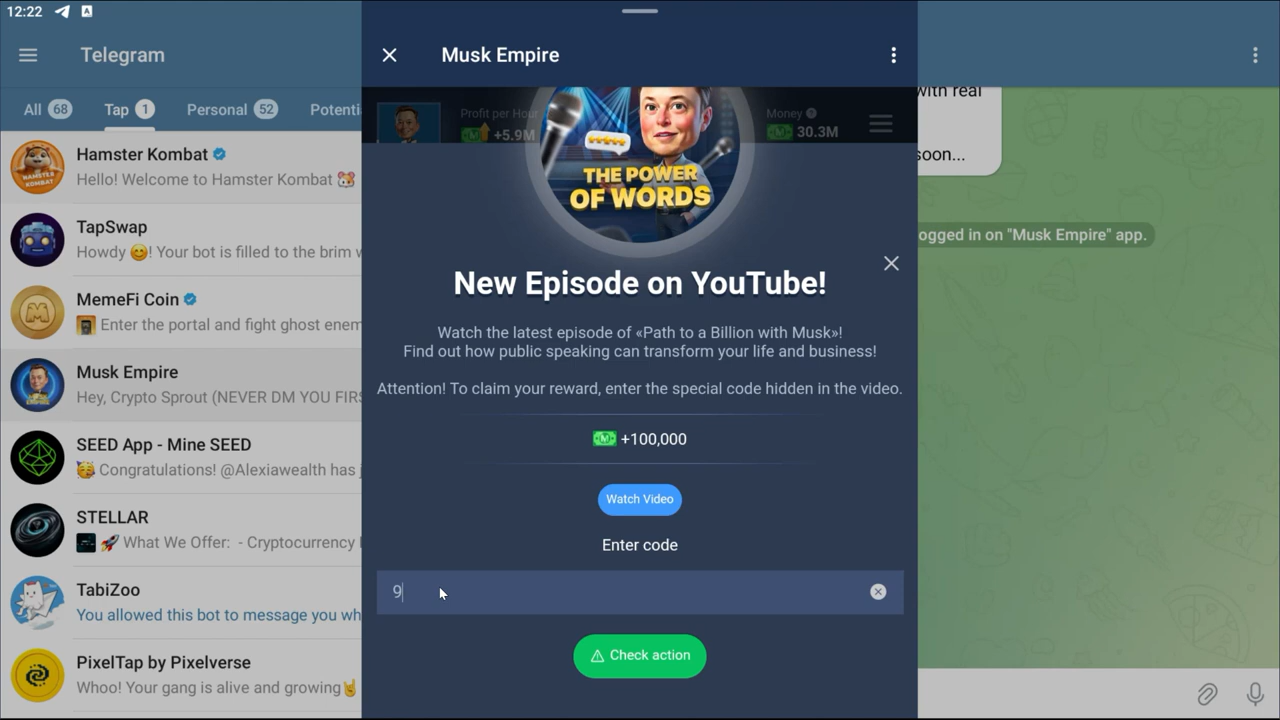 12:22
Telegram
All 68
Tap 1
Personal 52
Hamster Kombat
Hello! Welcome to Hamster Kombat 🐹
TapSwap
Howdy 😊! Your bot is filled to the brim
MemeFi Coin
Enter the portal and fight ghost
Musk Empire
Hey, Crypto Sprout (NEVER DM YOU
SEED App - Mine SEED
🥳 Congratulations! @Alexiawealth has
STELLAR
🚀 What We Offer: - Cryptocurrency
TabiZoo
You allowed this bot to message you
PixelTap by Pixelverse
Whoo! Your gang is alive and growing🤘
Musk Empire
Profit per Hour
+5.9M
Money
30.3M
THE POWER
OF WORDS
New Episode on YouTube!
Watch the latest episode of «Path to a Billion with Musk»!
Find out how public speaking can transform your life and business!
Attention! To claim your reward, enter the special code hidden in the video.
+100,000
Watch Video
Enter code
9
Check action
with real
soon...
logged in on "Musk Empire" app.